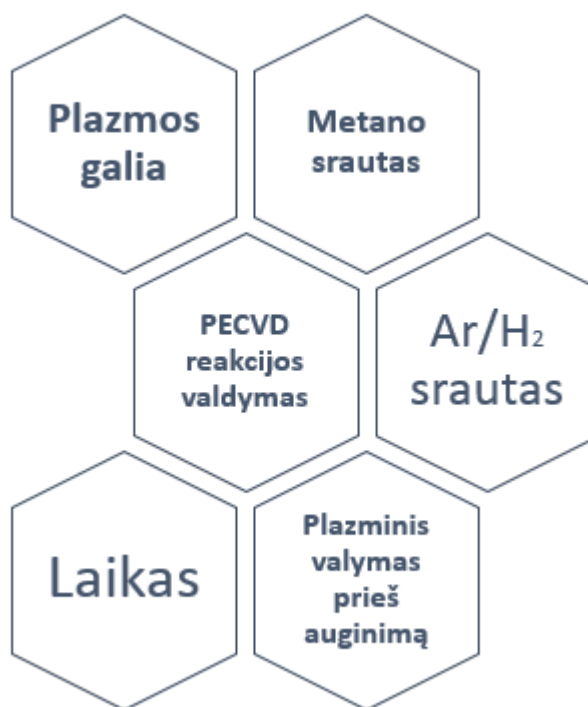 Plazmos
galia
Metano
srautas
PECVD
reakcijos
valdymas
Ar/H₂
srautas
Laikas
Plazminis
valymas
prieš
auginimą